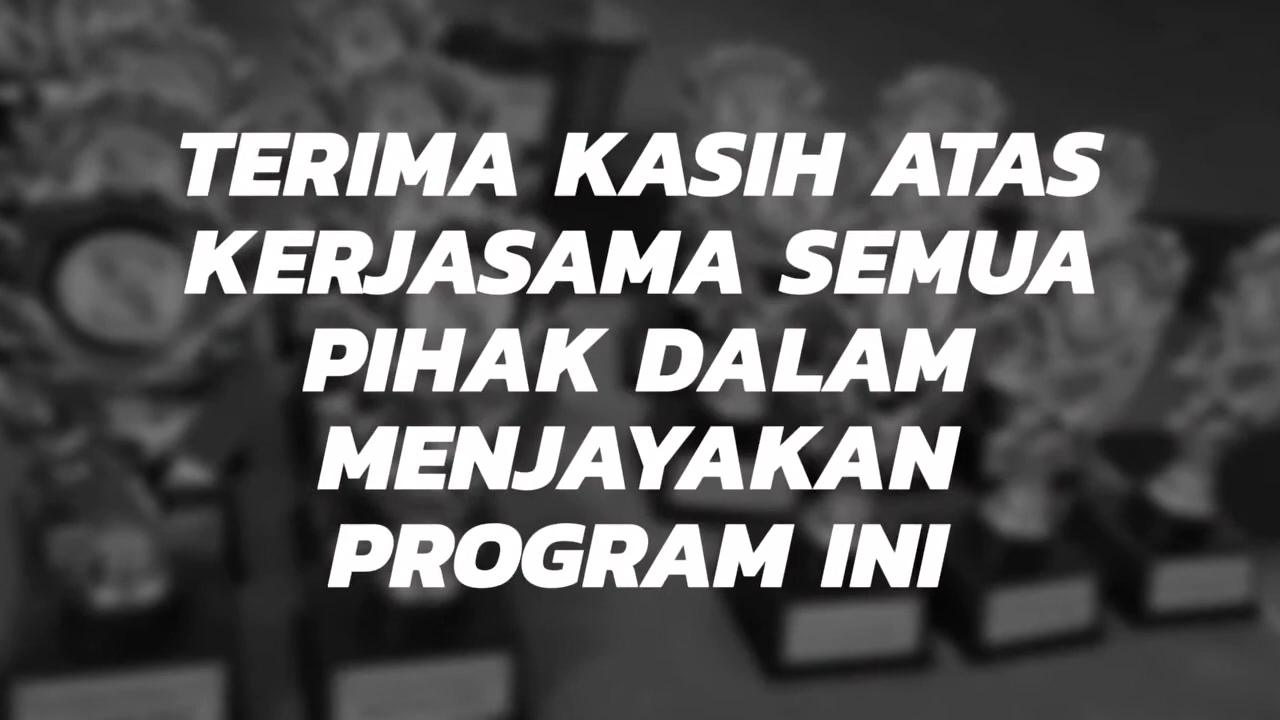 TERIMA KASIH ATAS
KERJASAMA SEMUA
PIHAK DALAM
MENJAYAKAN
PROGRAM INI